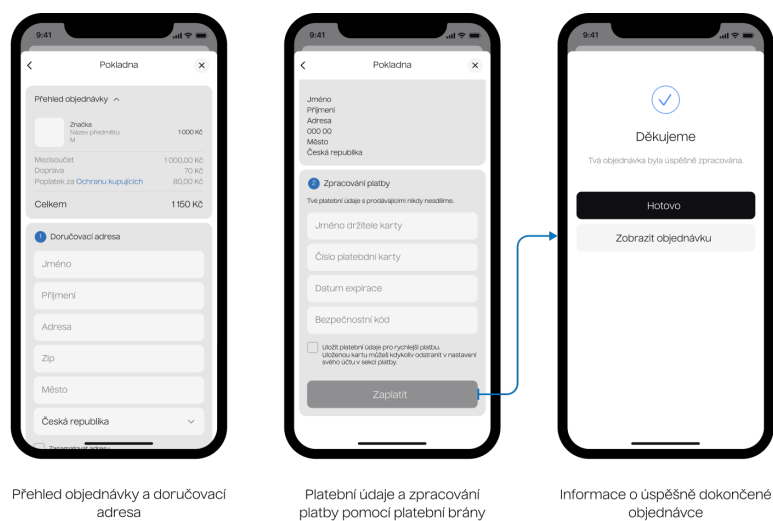 9:41
Pokladna
Přehled objednávky
Značka
Název předmětu 1000 Kč
M
Mezisoučet 1 000,00 Kč
Doprava 70 Kč
Poplatek za Ochranu kupujících 80,00 Kč
Celkem 1150 Kč
1 Doručovací adresa
Jméno
Příjmení
Adresa
Zip
Město
Česká republika
Zapamatovat adresu
Přehled objednávky a doručovací
adresa
9:41
Pokladna
Jméno
Příjmení
Adresa
000 00
Město
Česká republika
2 Zpracování platby
Tvé platební údaje s prodávajícími nikdy nesdílíme.
Jméno držitele karty
Číslo platebdní karty
Datum expirace
Bezpečnostní kód
Uložit platební údaje pro rychlejší platbu.
Uloženou kartu můžeš kdykoliv odstranit v nastavení
svého účtu v sekci platby.
Zaplatit
Platební údaje a zpracování
platby pomocí platební brány
9:41
Děkujeme
Tvá objednávka byla úspěšně zpracována.
Hotovo
Zobrazit objednávku
Informace o úspěšně dokončené
objednávce